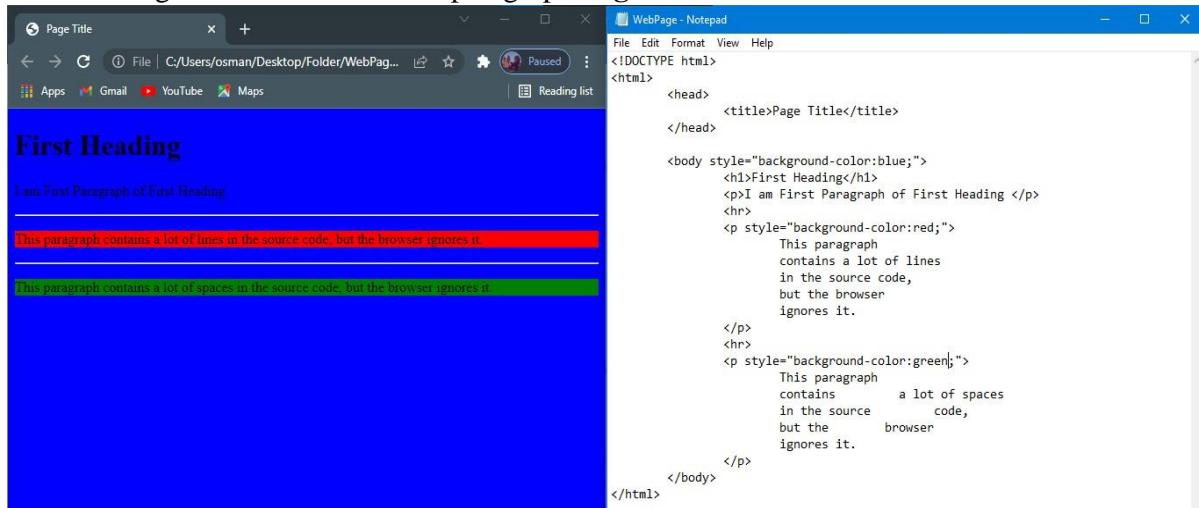 Page Title
File | C:/Users/osman/Desktop/Folder/WebPag...
Paused
Apps Gmail YouTube Maps
Reading list
First Heading
I am First Paragraph of First Heading
This paragraph contains a lot of lines in the source code, but the browser ignores it.
This paragraph contains a lot of spaces in the source code, but the browser ignores it.
WebPage - Notepad
File Edit Format View Help
<!DOCTYPE html>
<html>
<head>
<title>Page Title</title>
</head>
<body style="background-color:blue;">
<h1>First Heading</h1>
<p>I am First Paragraph of First Heading </p>
<hr>
<p style="background-color:red;">
This paragraph
contains a lot of lines
in the source code,
but the browser
ignores it.
</p>
<hr>
<p style="background-color:green;">
This paragraph
contains a lot of spaces
in the source code,
but the browser
ignores it.
</p>
</body>
</html>